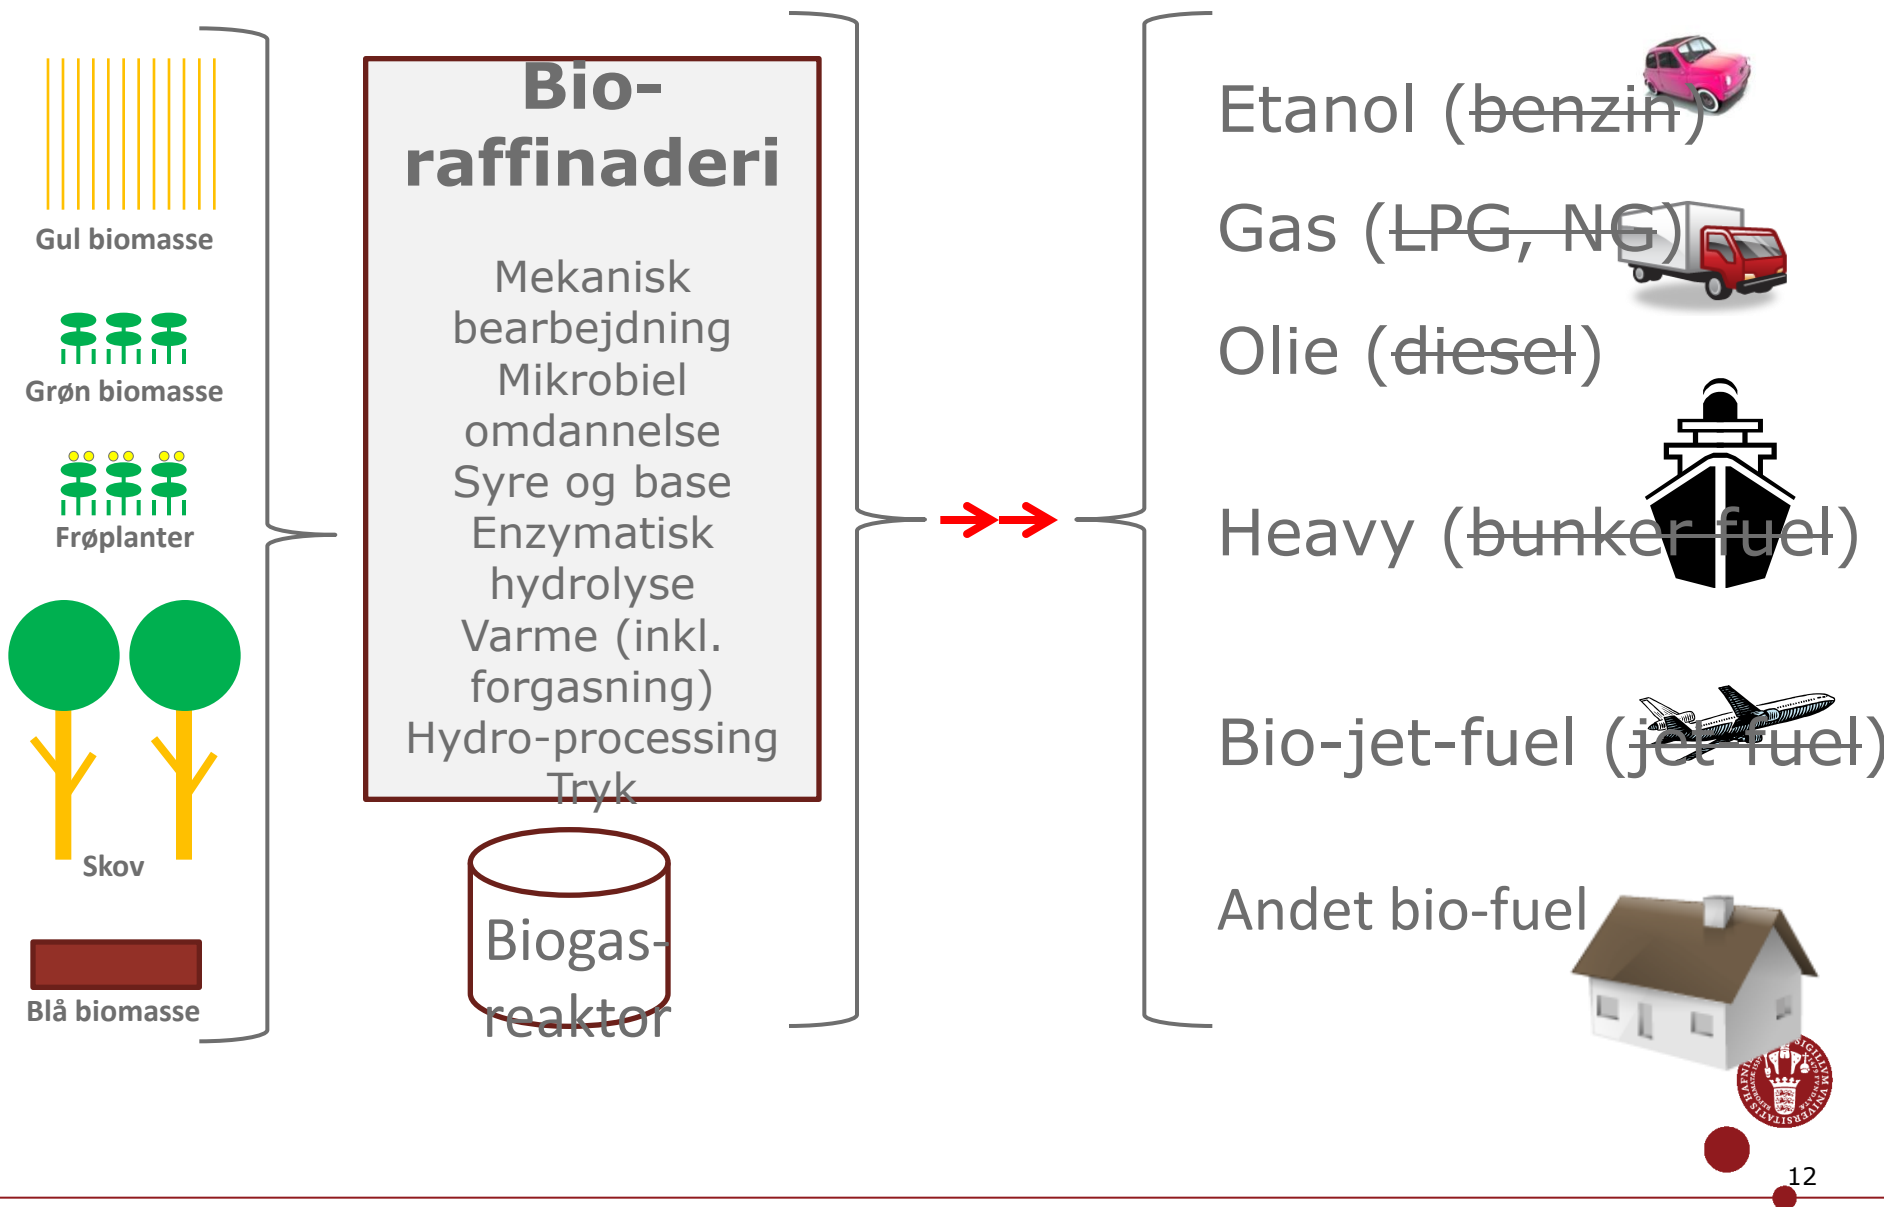 Gul biomasse
Grøn biomasse
Frøplanter
Skov
Blå biomasse
Bio-
raffinaderi
Mekanisk
bearbejdning
Mikrobiel
omdannelse
Syre og base
Enzymatisk
hydrolyse
Varme (inkl.
forgasning)
Hydro-processing
Tryk
Biogas-
reaktor
Etanol (benzin)
Gas (LPG, NG)
Olie (diesel)
Heavy (bunker fuel)
Bio-jet-fuel (jet-fuel)
Andet bio-fuel
12